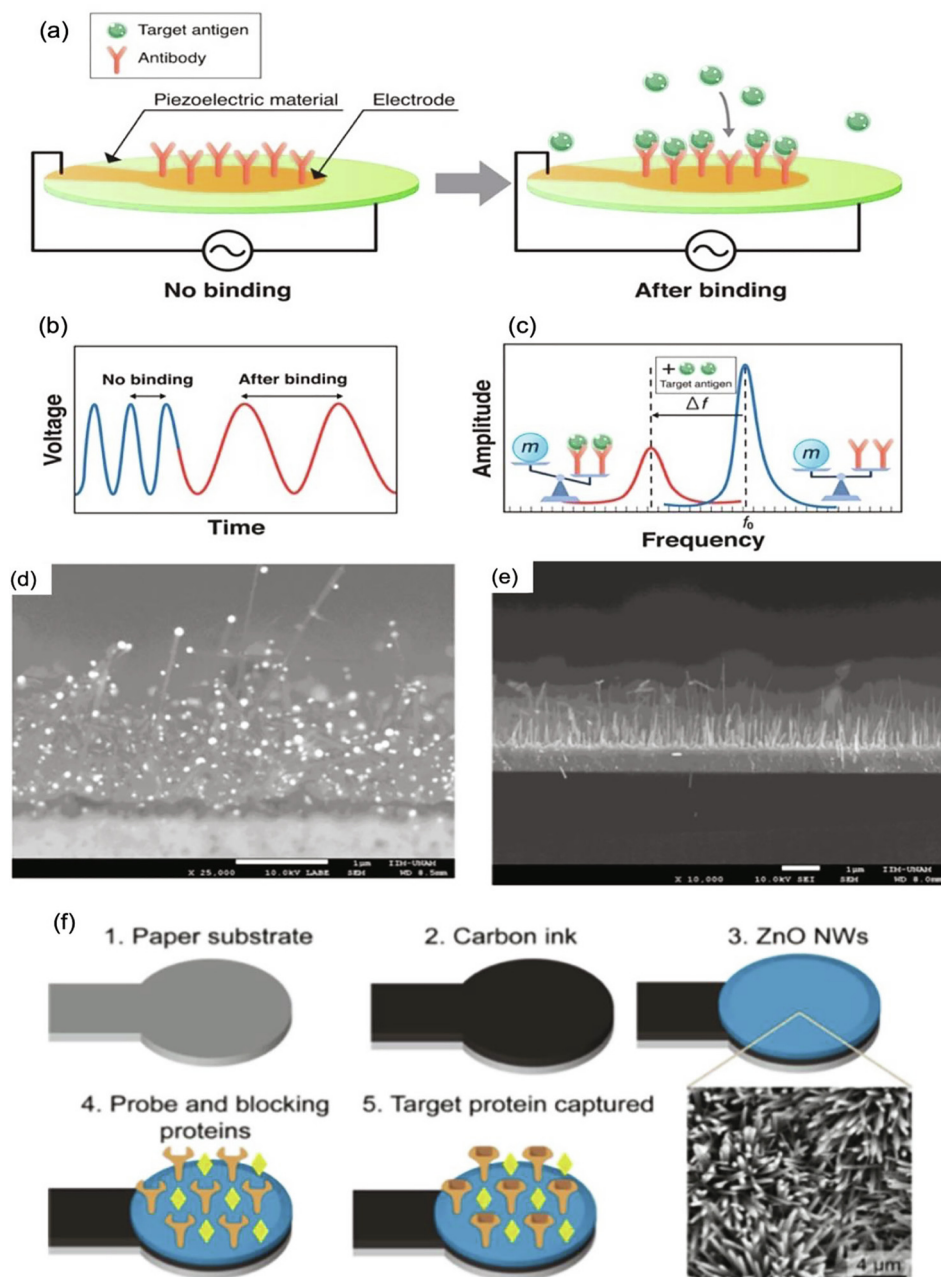 (a)
Target antigen
Antibody
Piezoelectric material
Electrode
No binding
After binding
(b)
No binding
After binding
Voltage
Time
(c)
+
Target antigen
Δf
m
m
Amplitude
f₀
Frequency
(d)
1μm IIM-UNAM
X 25,000 10.0kV LABE SEM WD 8.5mm
(e)
1μm IIM-UNAM
X 10,000 10.0kV SEI SEM WD 8.0mm
(f)
1. Paper substrate
2. Carbon ink
3. ZnO NWs
4. Probe and blocking
proteins
5. Target protein captured
4 μm